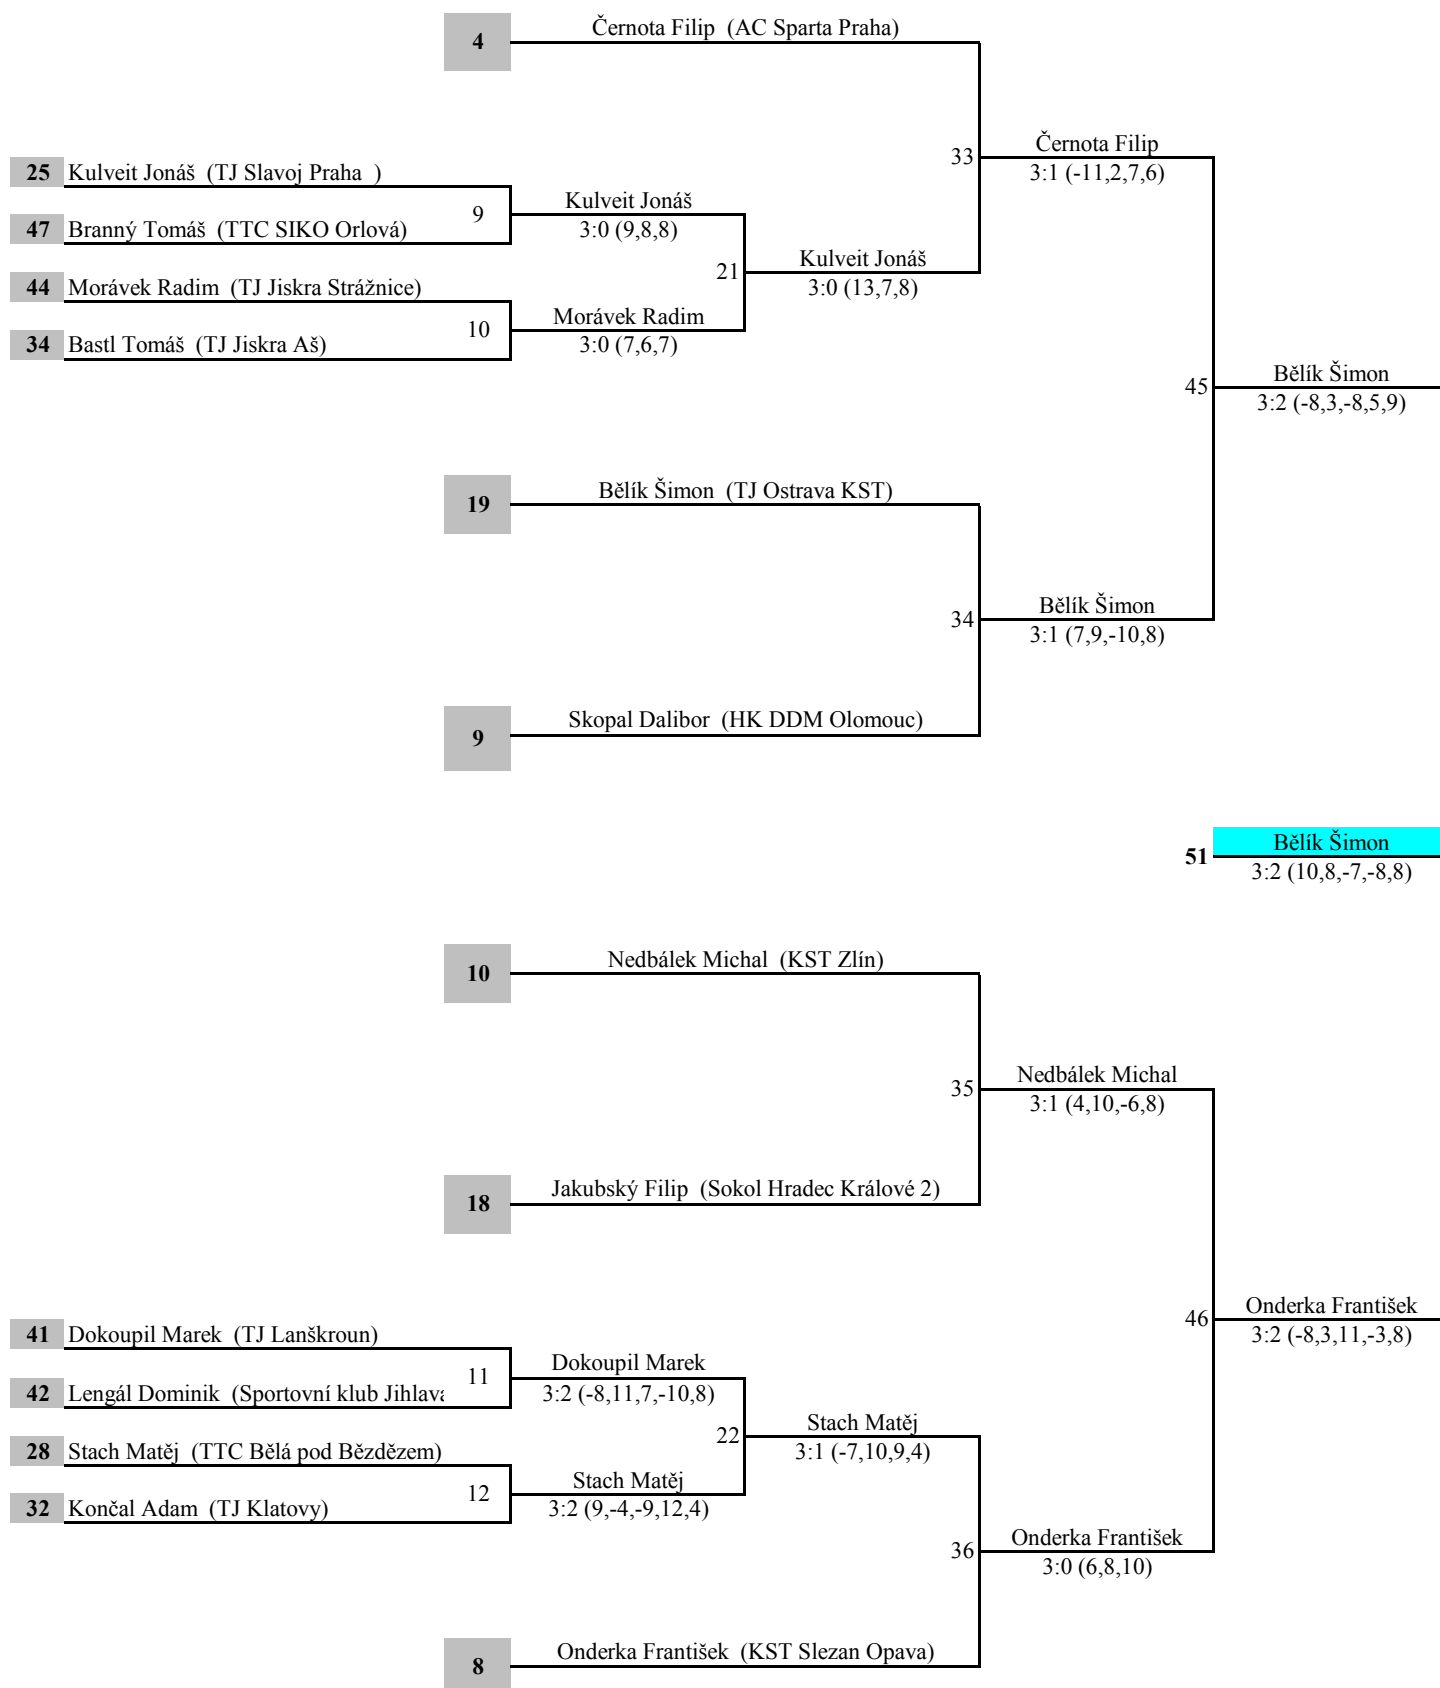 4 Černota Filip (AC Sparta Praha)
33 Černota Filip
3:1 (-11,2,7,6)
25 Kulveit Jonáš (TJ Slavoj Praha )
9 Kulveit Jonáš
3:0 (9,8,8)
47 Branný Tomáš (TTC SIKO Orlová)
21 Kulveit Jonáš
3:0 (13,7,8)
44 Morávek Radim (TJ Jiskra Strážnice)
10 Morávek Radim
3:0 (7,6,7)
34 Bastl Tomáš (TJ Jiskra Aš)
45 Bělík Šimon
3:2 (-8,3,-8,5,9)
19 Bělík Šimon (TJ Ostrava KST)
34 Bělík Šimon
3:1 (7,9,-10,8)
9 Skopal Dalibor (HK DDM Olomouc)
51 Bělík Šimon
3:2 (10,8,-7,-8,8)
10 Nedbálek Michal (KST Zlín)
35 Nedbálek Michal
3:1 (4,10,-6,8)
18 Jakubský Filip (Sokol Hradec Králové 2)
46 Onderka František
3:2 (-8,3,11,-3,8)
41 Dokoupil Marek (TJ Lanškroun)
11 Dokoupil Marek
3:2 (-8,11,7,-10,8)
42 Lengál Dominik (Sportovní klub Jihlava
22 Stach Matěj
3:1 (-7,10,9,4)
28 Stach Matěj (TTC Bělá pod Bězdězem)
12 Stach Matěj
3:2 (9,-4,-9,12,4)
32 Končal Adam (TJ Klatovy)
36 Onderka František
3:0 (6,8,10)
8 Onderka František (KST Slezan Opava)